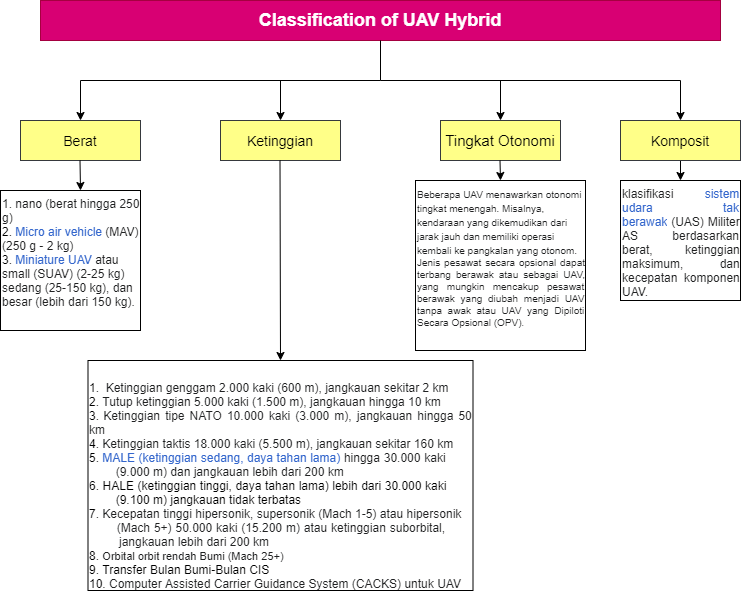 Classification of UAV Hybrid
Berat
Ketinggian
Tingkat Otonomi
Komposit
1. nano (berat hingga 250
g)
2. Micro air vehicle (MAV)
(250 g - 2 kg)
3. Miniature UAV atau
small (SUAV) (2-25 kg)
sedang (25-150 kg), dan
besar (lebih dari 150 kg).
Beberapa UAV menawarkan otonomi
tingkat menengah. Misalnya,
kendaraan yang dikemudikan dari
jarak jauh dan memiliki operasi
kembali ke pangkalan yang otonom.
Jenis pesawat secara opsional dapat
terbang berawak atau sebagai UAV,
yang mungkin mencakup pesawat
berawak yang diubah menjadi UAV
tanpa awak atau UAV yang Dipiloti
Secara Opsional (OPV).
klasifikasi sistem
udara tak
berawak (UAS) Militer
AS berdasarkan
berat, ketinggian
maksimum, dan
kecepatan komponen
UAV.
1. Ketinggian genggam 2.000 kaki (600 m), jangkauan sekitar 2 km
2. Tutup ketinggian 5.000 kaki (1.500 m), jangkauan hingga 10 km
3. Ketinggian tipe NATO 10.000 kaki (3.000 m), jangkauan hingga 50
km
4. Ketinggian taktis 18.000 kaki (5.500 m), jangkauan sekitar 160 km
5. MALE (ketinggian sedang, daya tahan lama) hingga 30.000 kaki
(9.000 m) dan jangkauan lebih dari 200 km
6. HALE (ketinggian tinggi, daya tahan lama) lebih dari 30.000 kaki
(9.100 m) jangkauan tidak terbatas
7. Kecepatan tinggi hipersonik, supersonik (Mach 1-5) atau hipersonik
(Mach 5+) 50.000 kaki (15.200 m) atau ketinggian suborbital,
jangkauan lebih dari 200 km
8. Orbital orbit rendah Bumi (Mach 25+)
9. Transfer Bulan Bumi-Bulan CIS
10. Computer Assisted Carrier Guidance System (CACKS) untuk UAV